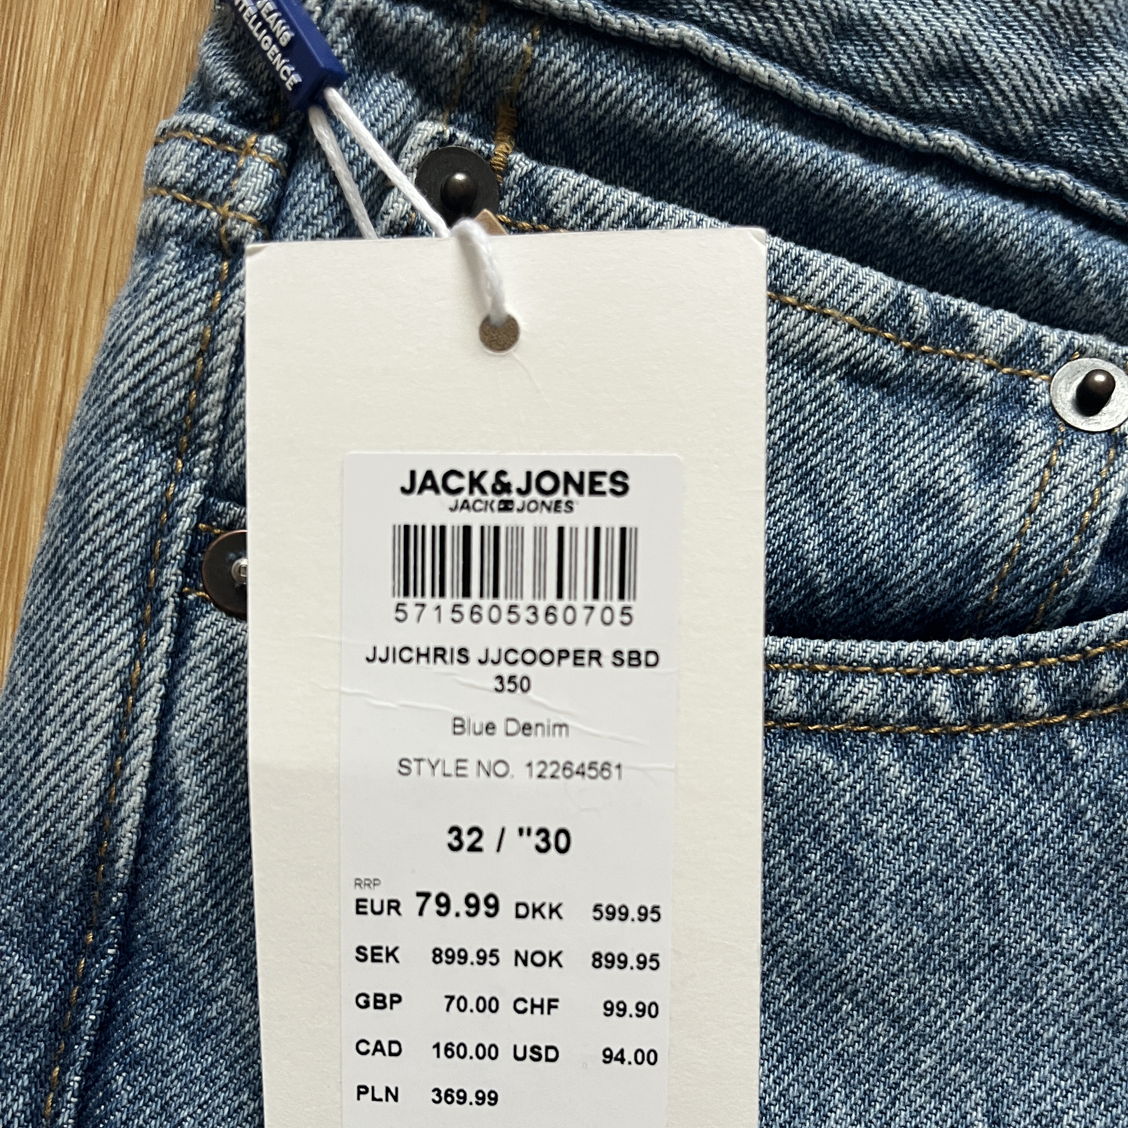 JEANS
INTELLIGENCE
JACK&JONES
JACK JONES
5715605360705
JJICHRIS JJCOOPER SBD
350
Blue Denim
STYLE NO. 12264561
32 / "30
RRP
EUR 79.99 DKK 599.95
SEK 899.95 NOK 899.95
GBP 70.00 CHF 99.90
CAD 160.00 USD 94.00
PLN 369.99